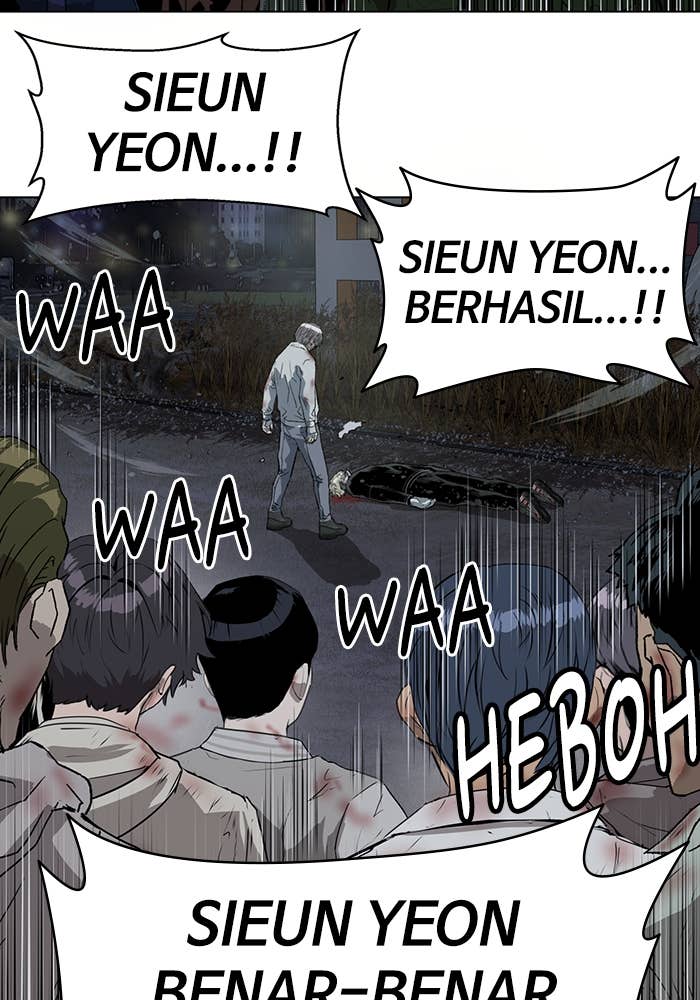 SIEUN
YEON...!!
SIEUN YEON...
BERHASIL...!!
WAA
WAA
WAA
HEBOH
SIEUN YEON
BENAR-BENAR